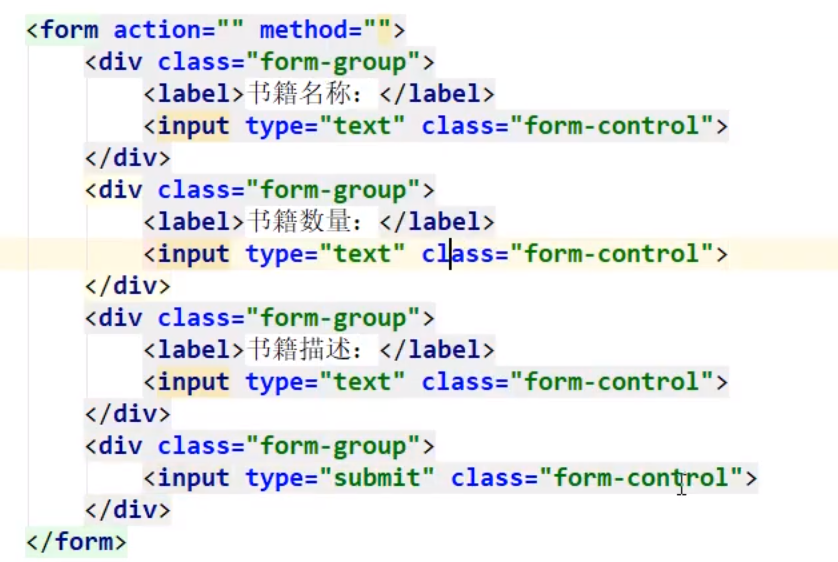 <form action="" method="">
<div class="form-group">
<label>书籍名称：</label>
<input type="text" class="form-control">
</div>
<div class="form-group">
<label>书籍数量：</label>
<input type="text" class="form-control">
</div>
<div class="form-group">
<label>书籍描述：</label>
<input type="text" class="form-control">
</div>
<div class="form-group">
<input type="submit" class="form-control">
</div>
</form>